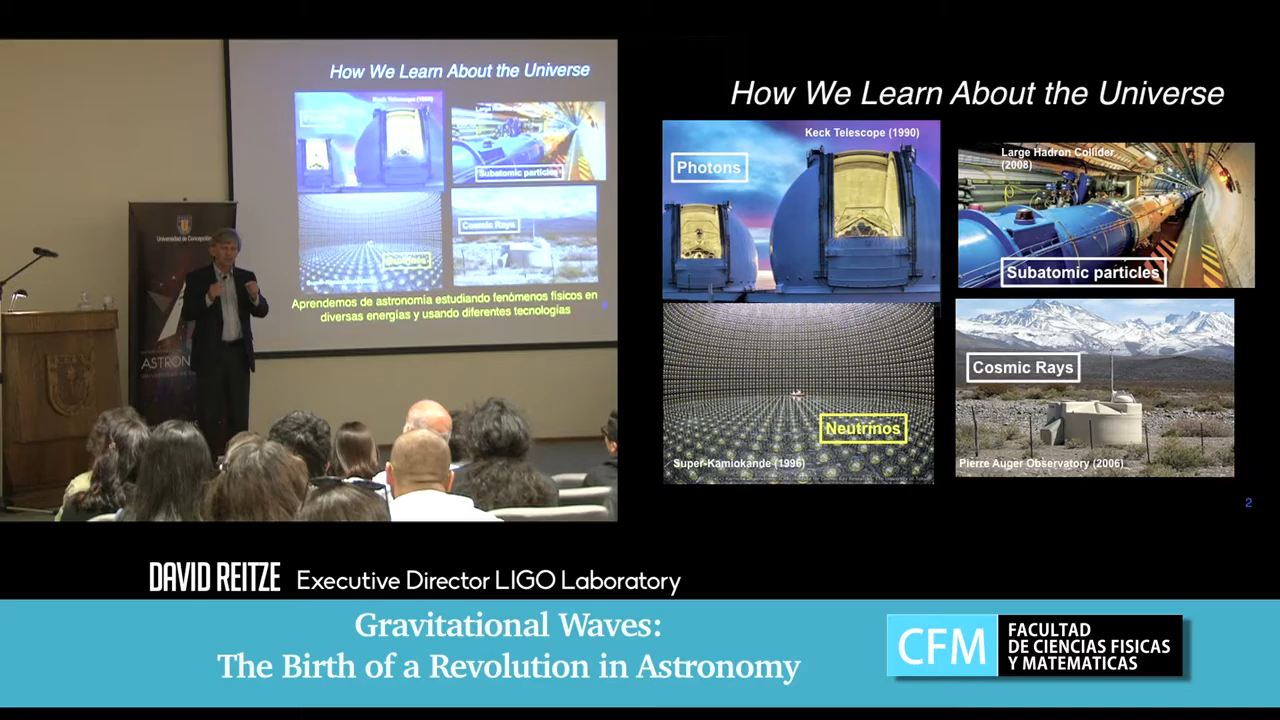 How We Learn About the Universe
Keck Telescope (1990)
Subatomic particles
Cosmic Rays
Aprendemos de astronomía estudiando fenómenos físicos en
diversas energías y usando diferentes tecnologías
Universidad de Concepción
ASTRON
How We Learn About the Universe
Keck Telescope (1990)
Photons
Large Hadron Collider
(2008)
Subatomic particles
Neutrinos
Super-Kamiokande (1996)
Cosmic Rays
Pierre Auger Observatory (2006)
2
DAVID REITZE Executive Director LIGO Laboratory
Gravitational Waves:
The Birth of a Revolution in Astronomy
CFM
FACULTAD
DE CIENCIAS FISICAS
Y MATEMATICAS